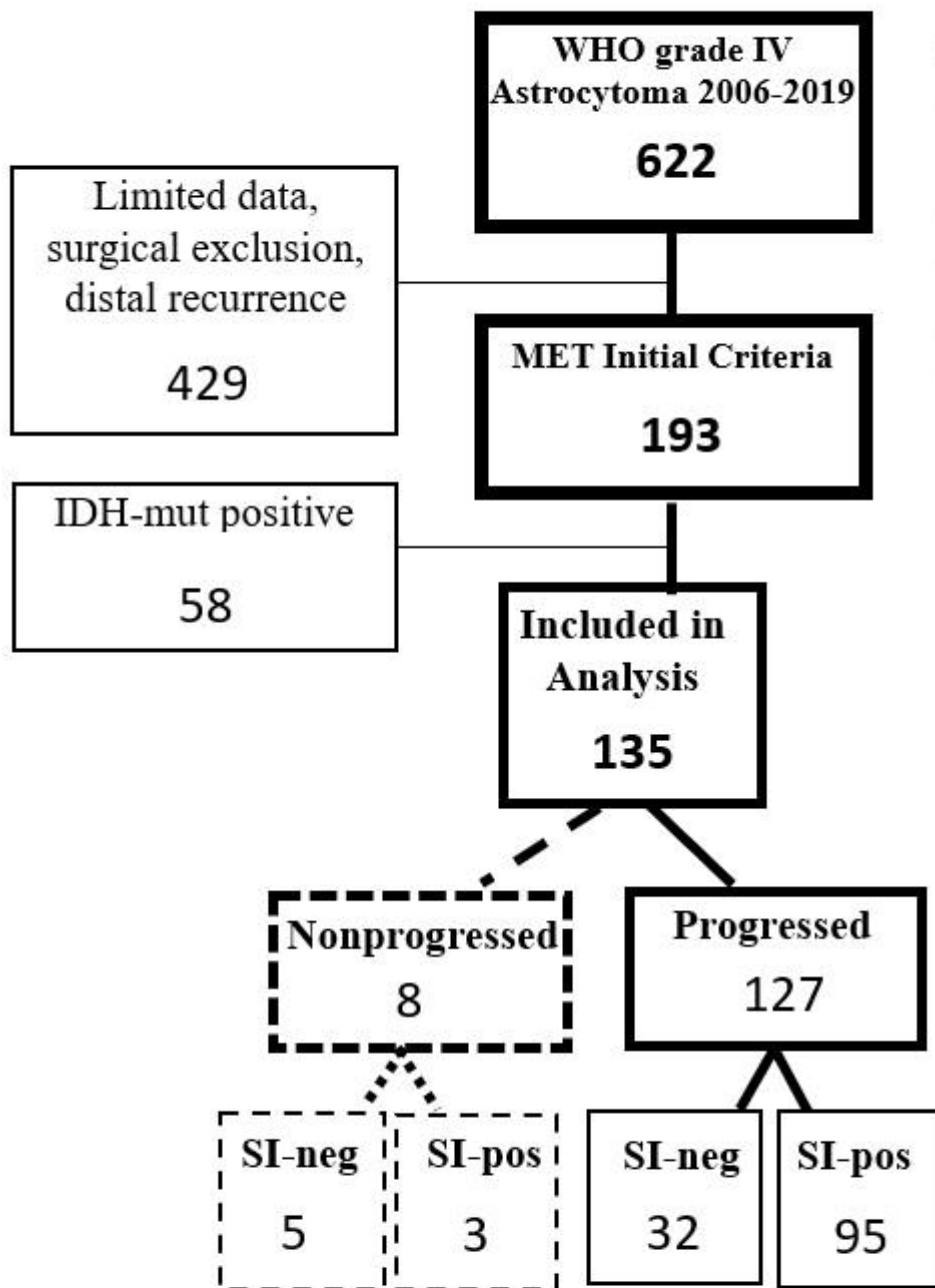 WHO grade IV
Astrocytoma 2006-2019
622
Limited data,
surgical exclusion,
distal recurrence
429
MET Initial Criteria
193
IDH-mut positive
58
Included in
Analysis
135
Nonprogressed
8
Progressed
127
SI-neg
5
SI-pos
3
SI-neg
32
SI-pos
95